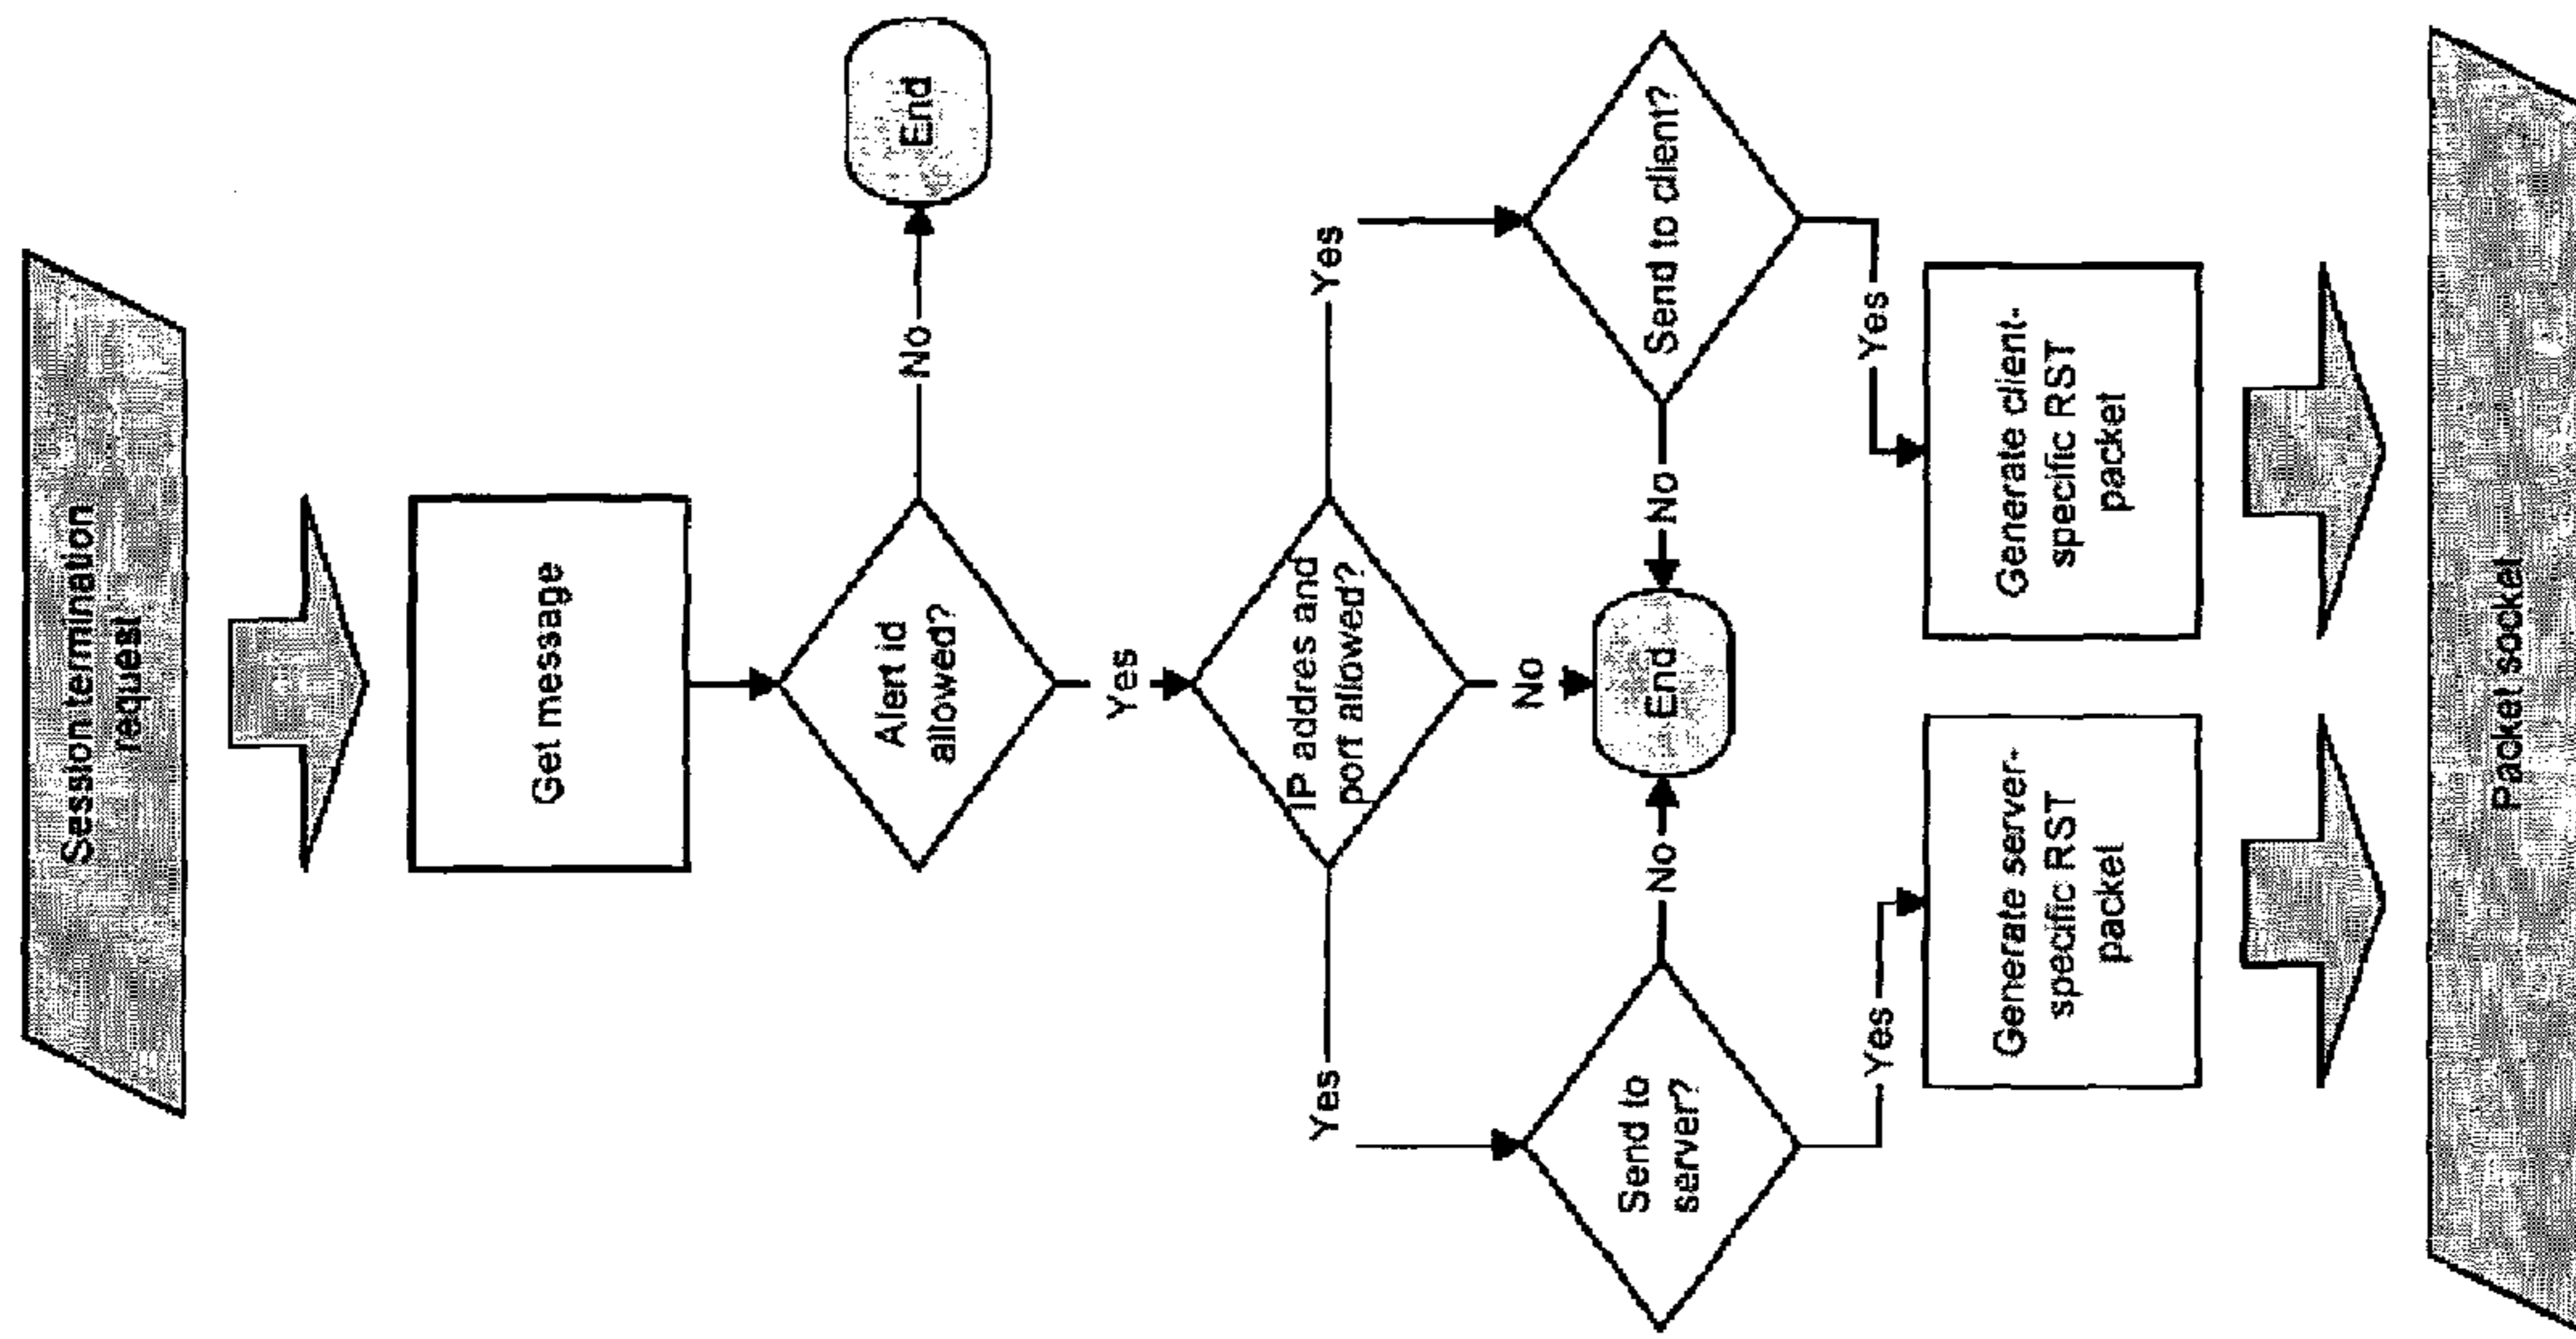 Session termination
request
Get message
Alert id
allowed?
No
End
Yes
IP addres and
port allowed?
Yes
Yes
No
Send to
server?
No
End
No
Send to client?
Yes
Yes
Generate server-
specific RST
packet
Generate client-
specific RST
packet
Packet socket